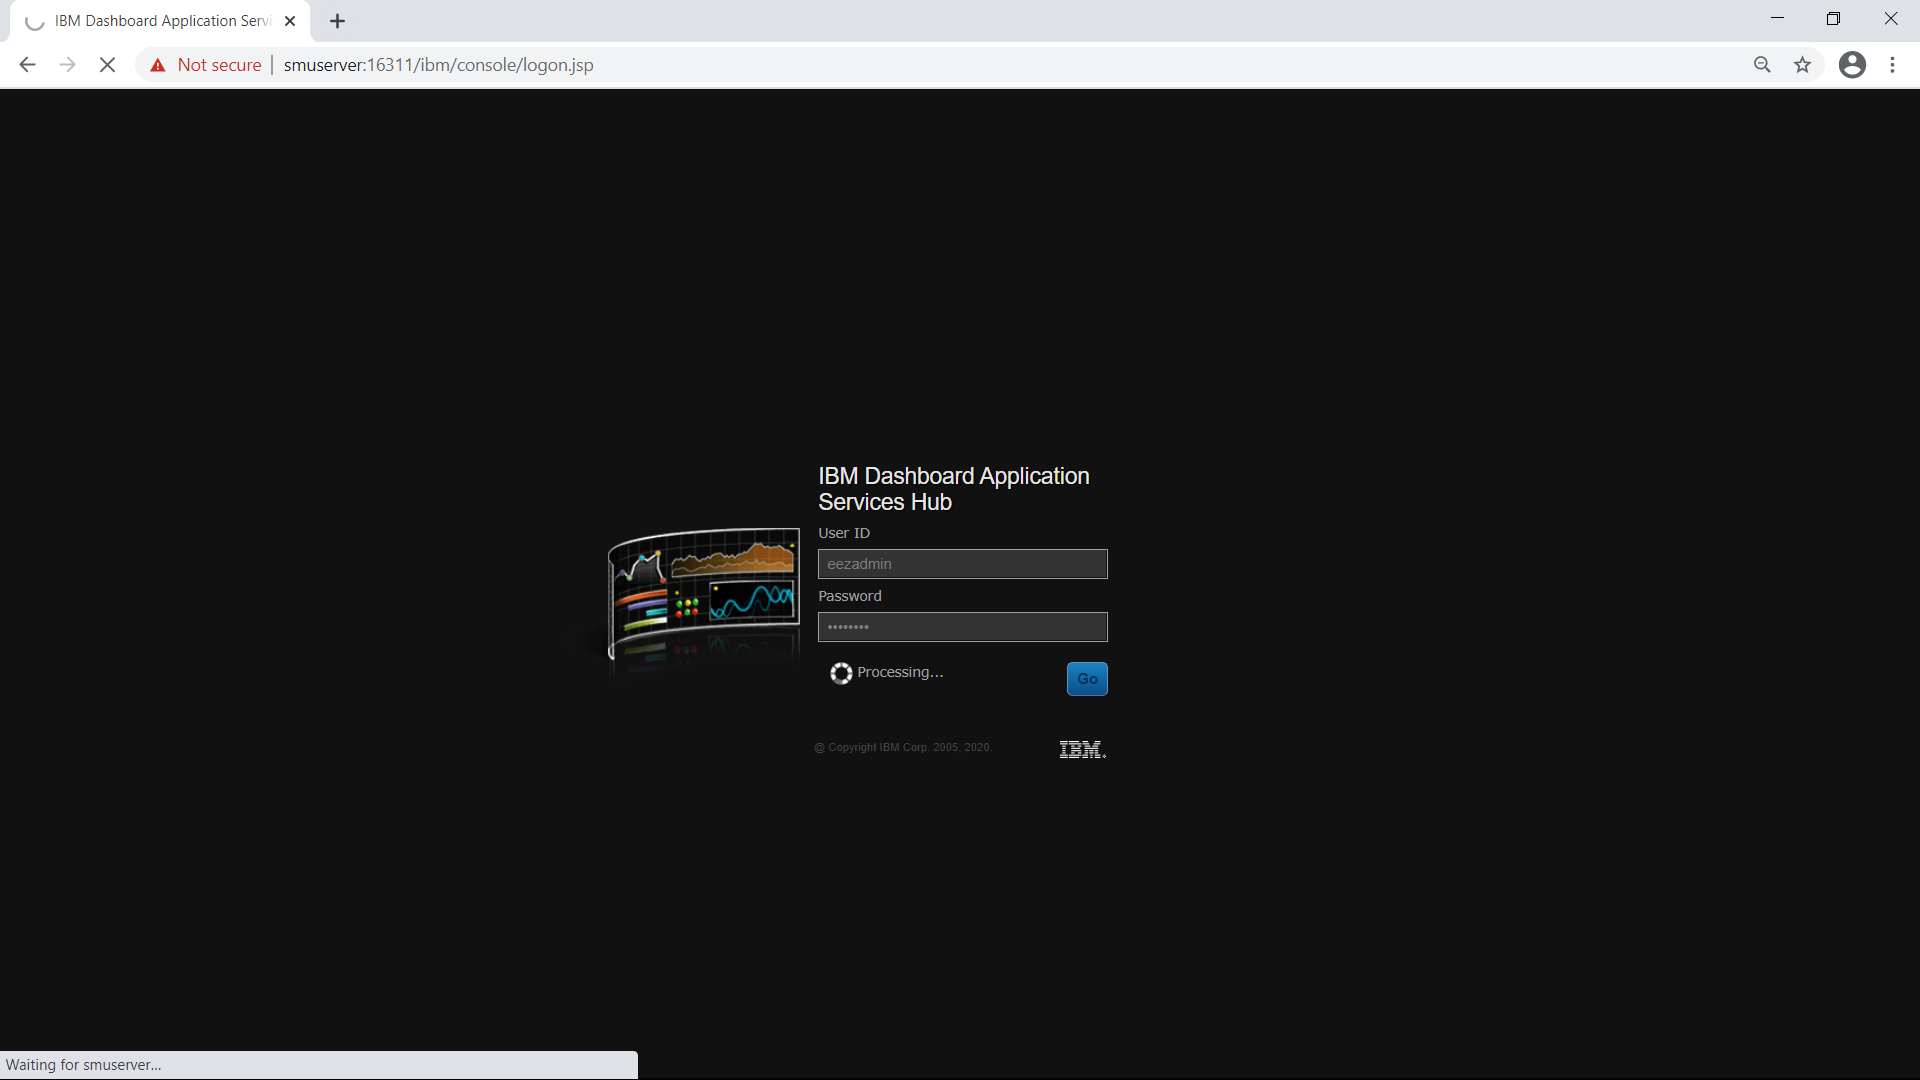 IBM Dashboard Application Servi
Not secure
smuserver:16311/ibm/console/logon.jsp
IBM Dashboard Application
Services Hub
User ID
eezadmin
Password
••••••••
Processing...
Go
@ Copyright IBM Corp. 2005, 2020.
IBM
Waiting for smuserver...